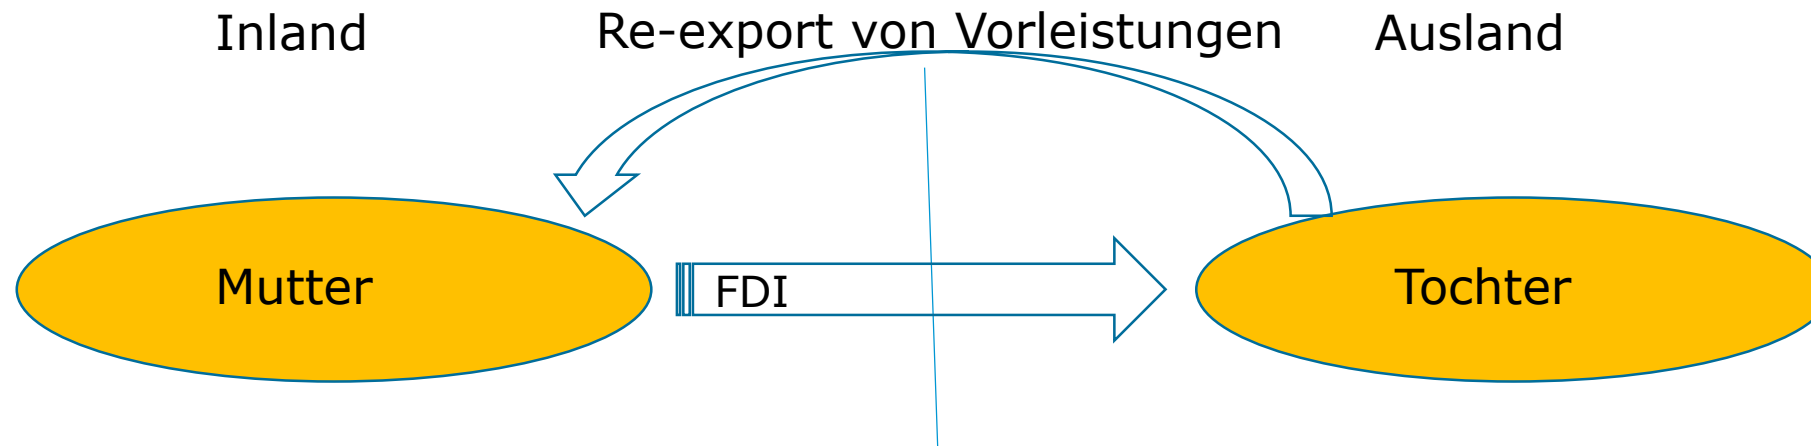 Inland Re-export von Vorleistungen Ausland
Mutter FDI Tochter